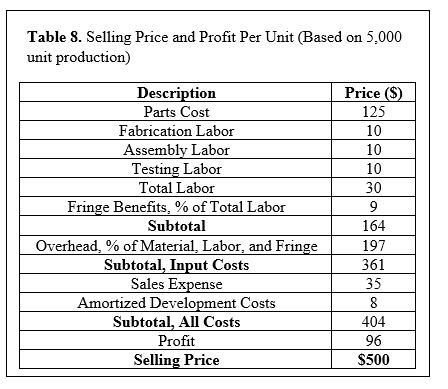 Table 8. Selling Price and Profit Per Unit (Based on 5,000
unit production)
Description Price ($)
Parts Cost 125
Fabrication Labor 10
Assembly Labor 10
Testing Labor 10
Total Labor 30
Fringe Benefits, % of Total Labor 9
Subtotal 164
Overhead, % of Material, Labor, and Fringe 197
Subtotal, Input Costs 361
Sales Expense 35
Amortized Development Costs 8
Subtotal, All Costs 404
Profit 96
Selling Price $500